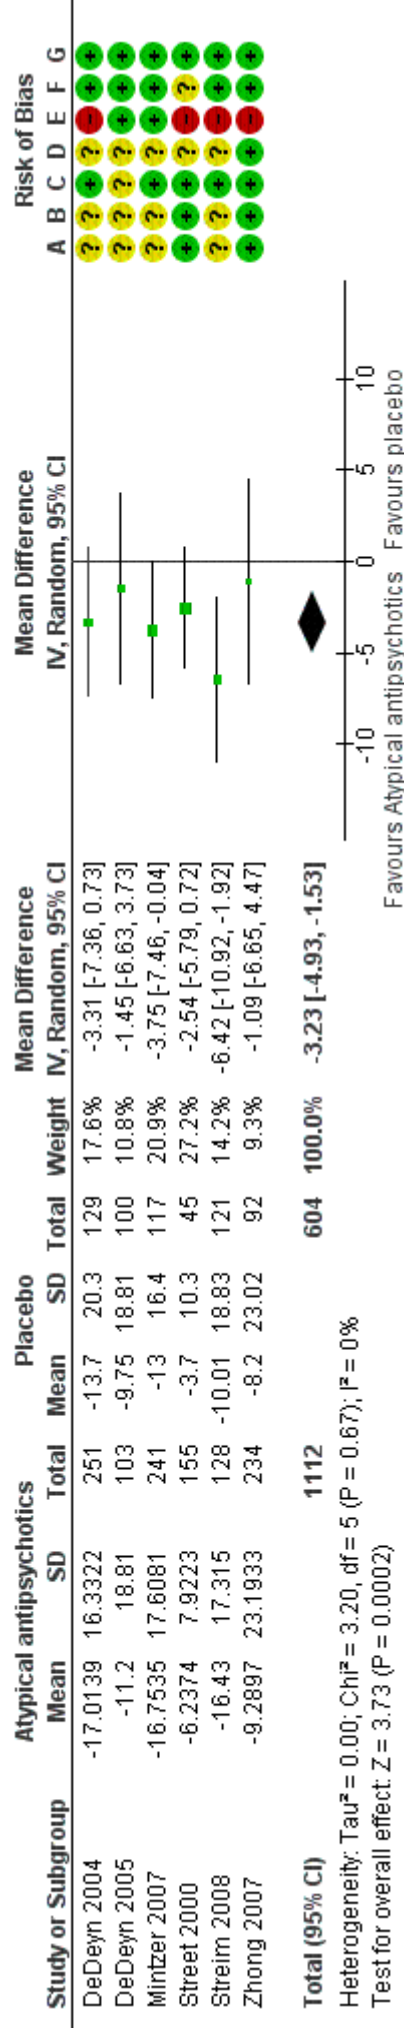 Atypical antipsychotics Placebo Mean Difference Mean Difference Risk of Bias
Study or Subgroup Mean SD Total Mean SD Total Weight IV, Random, 95% CI IV, Random, 95% CI A B C D E F G
DeDeyn 2004 -17.0139 16.3322 251 -13.7 20.3 129 17.6% -3.31 [-7.36, 0.73] ? ? + ? - + +
DeDeyn 2005 -11.2 18.81 103 -9.75 18.81 100 10.8% -1.45 [-6.63, 3.73] ? ? ? ? + + +
Mintzer 2007 -16.7535 17.6081 241 -13 16.4 117 20.9% -3.75 [-7.46, -0.04] ? ? + ? + + +
Street 2000 -6.2374 7.9223 155 -3.7 10.3 45 27.2% -2.54 [-5.79, 0.72] + + + ? - ? +
Streim 2008 -16.43 17.315 128 -10.01 18.83 121 14.2% -6.42 [-10.92, -1.92] ? ? + ? - + +
Zhong 2007 -9.2897 23.1933 234 -8.2 23.02 92 9.3% -1.09 [-6.65, 4.47] + + + + - + +
Total (95% CI) 1112 604 100.0% -3.23 [-4.93, -1.53]
Heterogeneity: Tau² = 0.00; Chi² = 3.20, df = 5 (P = 0.67); I² = 0%
Test for overall effect: Z = 3.73 (P = 0.0002)
-10 -5 0 5 10
Favours Atypical antipsychotics Favours placebo